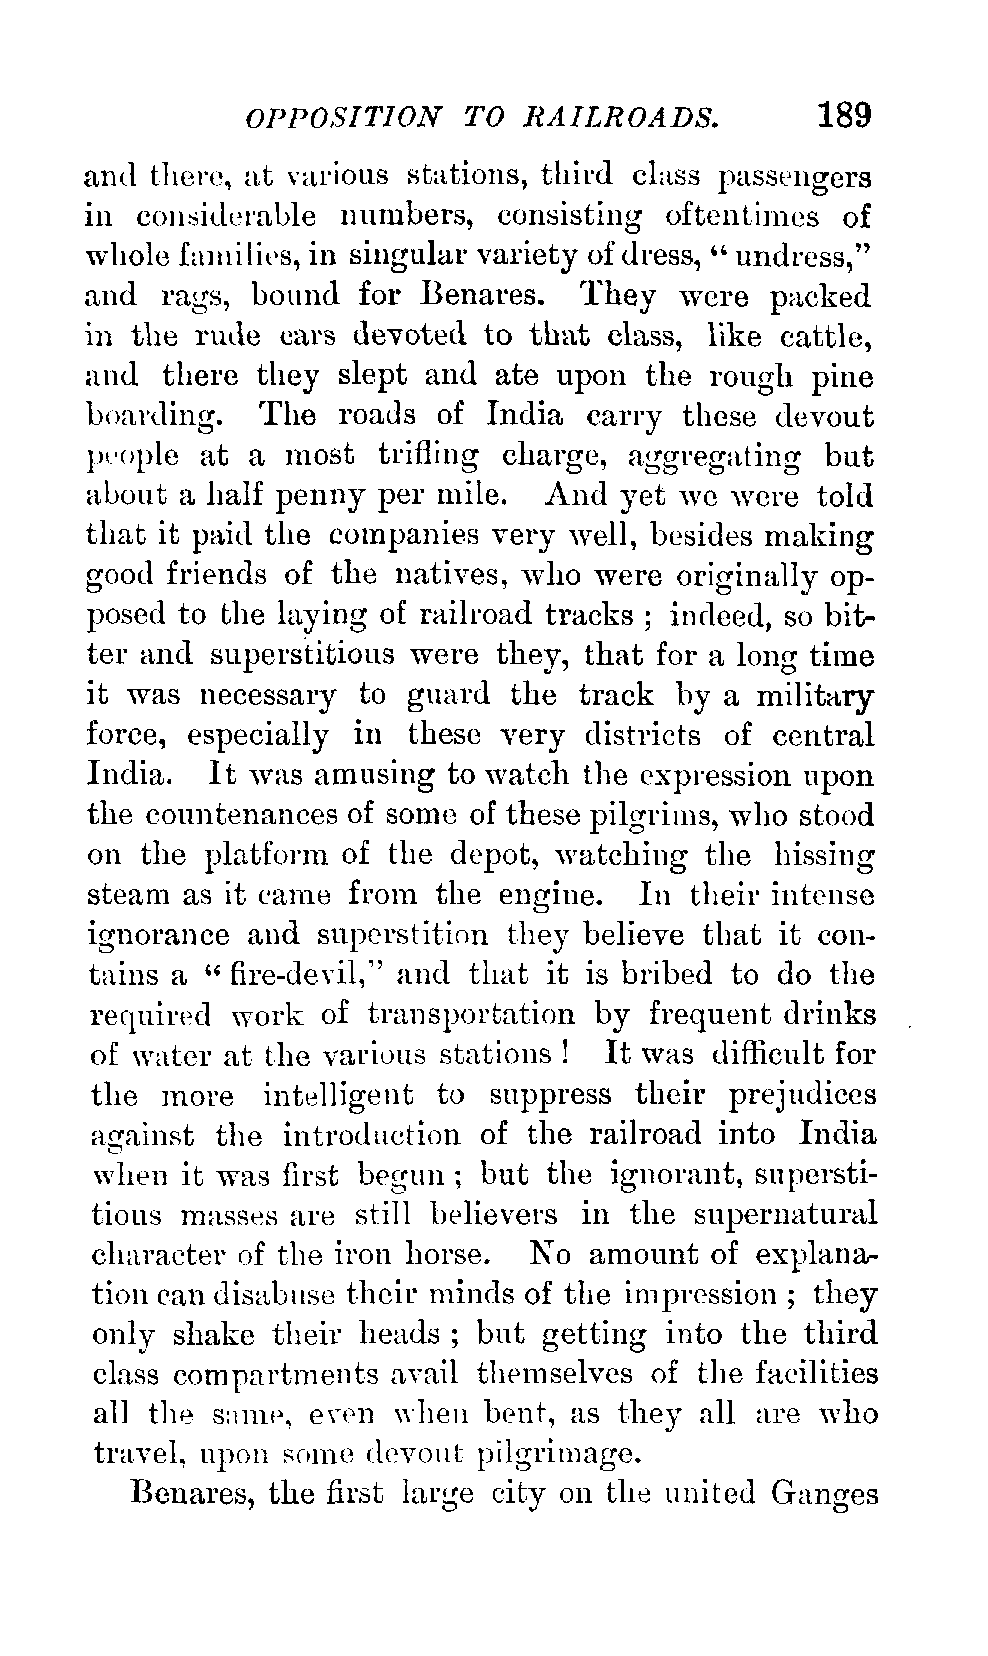 OPPOSITION TO RAILROADS. 189
and there, at various stations, third class passengers
in considerable numbers, consisting oftentimes of
whole families, in singular variety of dress, “ undress,”
and rags, bound for Benares. They were packed
in the rude cars devoted to that class, like cattle,
and there they slept and ate upon the rough pine
boarding. The roads of India carry these devout
people at a most trifling charge, aggregating but
about a half penny per mile. And yet we were told
that it paid the companies very well, besides making
good friends of the natives, who were originally op-
posed to the laying of railroad tracks ; indeed, so bit-
ter and superstitious were they, that for a long time
it was necessary to guard the track by a military
force, especially in these very districts of central
India. It was amusing to watch the expression upon
the countenances of some of these pilgrims, who stood
on the platform of the depot, watching the hissing
steam as it came from the engine. In their intense
ignorance and superstition they believe that it con-
tains a “ fire-devil,” and that it is bribed to do the
required work of transportation by frequent drinks
of water at the various stations ! It was difficult for
the more intelligent to suppress their prejudices
against the introduction of the railroad into India
when it was first begun ; but the ignorant, supersti-
tious masses are still believers in the supernatural
character of the iron horse. No amount of explana-
tion can disabuse their minds of the impression ; they
only shake their heads ; but getting into the third
class compartments avail themselves of the facilities
all the same, even when bent, as they all are who
travel, upon some devout pilgrimage.
Benares, the first large city on the united Ganges